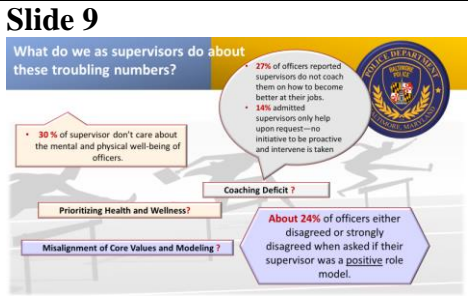 Slide 9
What do we as supervisors do about
these troubling numbers?
• 27% of officers reported
supervisors do not coach
them on how to become
better at their jobs.
• 14% admitted
supervisors only help
upon request—no
initiative to be proactive
and intervene is taken
POLICE DEPARTMENT
BALTIMORE
POLICE
BALTIMORE, MARYLAND
• 30 % of supervisor don't care about
the mental and physical well-being of
officers.
Coaching Deficit ?
Prioritizing Health and Wellness?
Misalignment of Core Values and Modeling ?
About 24% of officers either
disagreed or strongly
disagreed when asked if their
supervisor was a positive role
model.